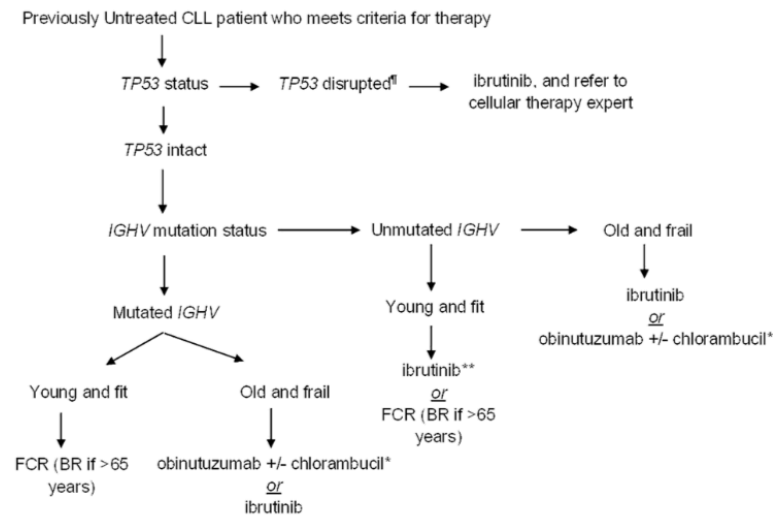 Previously Untreated CLL patient who meets criteria for therapy
TP53 status
TP53 disrupted¶
ibrutinib, and refer to
cellular therapy expert
TP53 intact
IGHV mutation status
Unmutated IGHV
Old and frail
ibrutinib
or
obinutuzumab +/- chlorambucil*
Mutated IGHV
Young and fit
ibrutinib**
or
FCR (BR if >65
years)
Young and fit
Old and frail
FCR (BR if >65
years)
obinutuzumab +/- chlorambucil*
or
ibrutinib